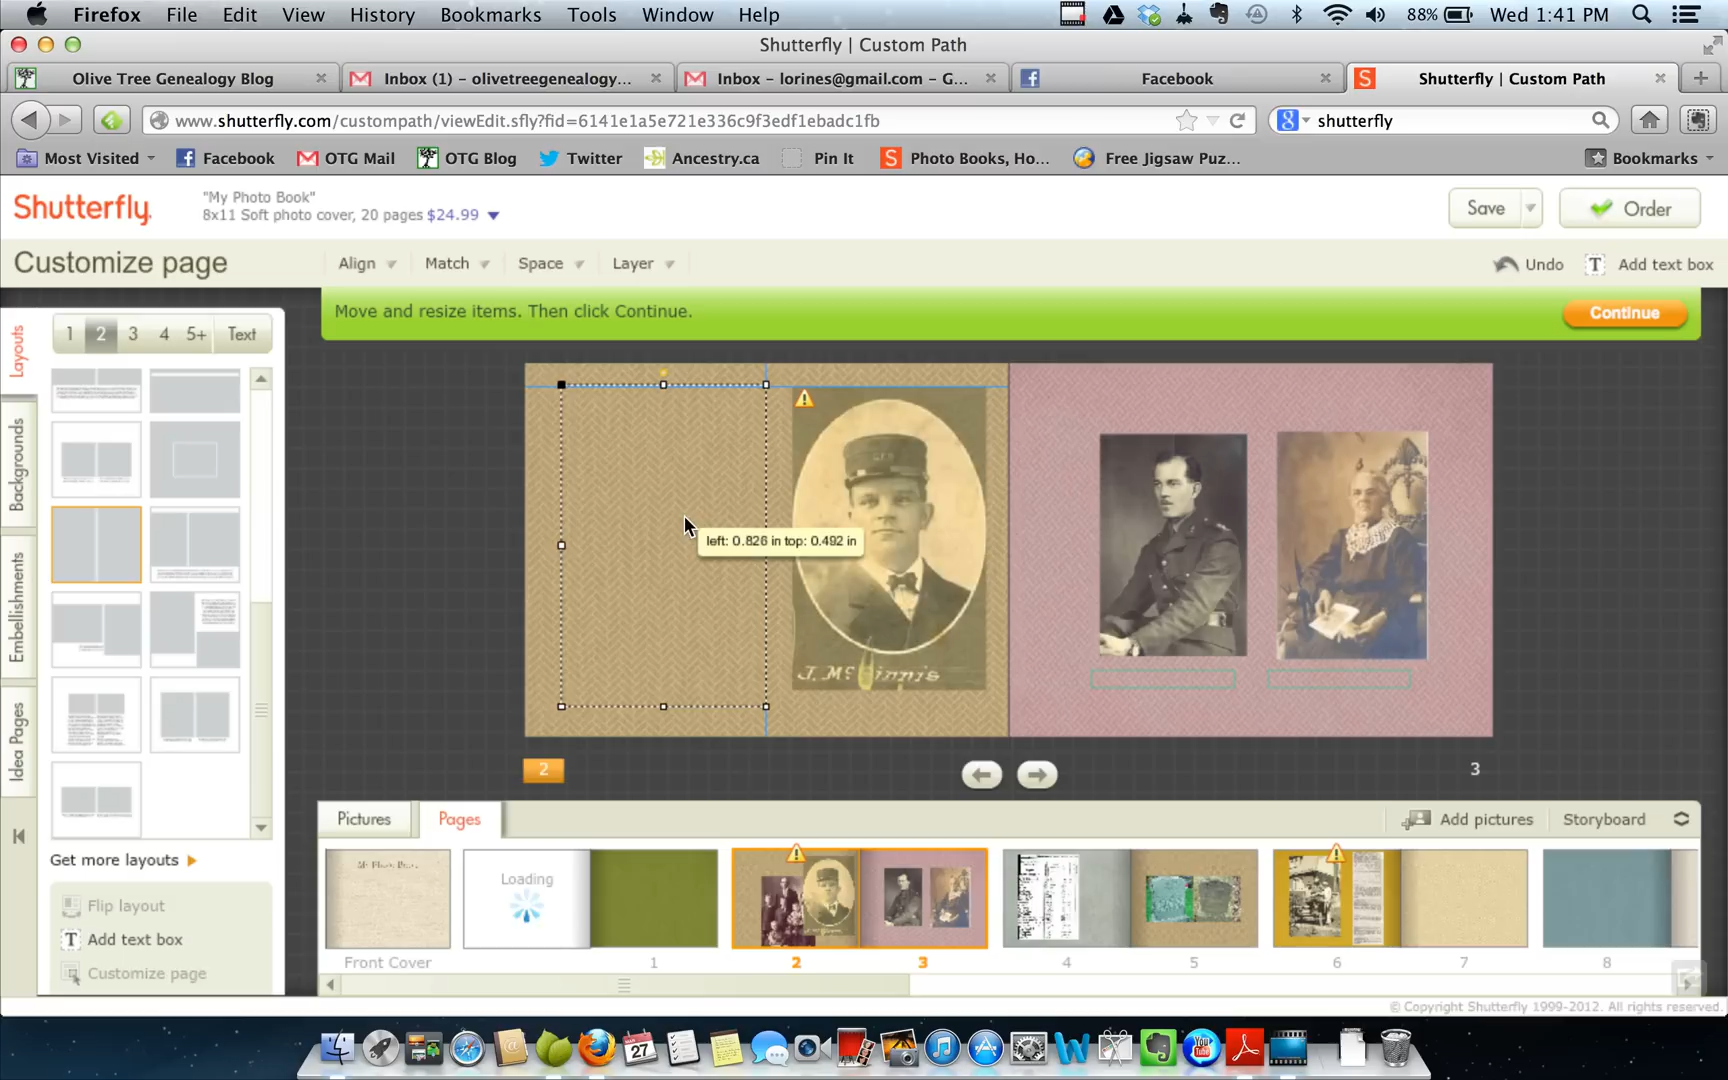 Firefox File Edit View History Bookmarks Tools Window Help 88% Wed 1:41 PM
Shutterfly | Custom Path
Olive Tree Genealogy Blog Inbox (1) – olivetreegenealogy... Inbox – lorines@gmail.com – G... Facebook Shutterfly | Custom Path
www.shutterfly.com/custompath/viewEdit.sfly?fid=6141e1a5e721e336c9f3edf1ebadc1fb shutterfly
Most Visited Facebook OTG Mail OTG Blog Twitter Ancestry.ca Pin It Photo Books, Ho... Free Jigsaw Puz... Bookmarks
Shutterfly.
"My Photo Book"
8x11 Soft photo cover, 20 pages $24.99
Save Order
Customize page Align Match Space Layer Undo T Add text box
Move and resize items. Then click Continue. Continue
Layouts
Backgrounds
Embellishments
Idea Pages
1 2 3 4 5+ Text
left: 0.826 in top: 0.492 in
2 3
Get more layouts
Flip layout
T Add text box
Customize page
Pictures Pages Add pictures Storyboard
My Photo Book
Loading
Front Cover 1 2 3 4 5 6 7 8
© Copyright Shutterfly 1999-2012. All rights reserved.
27
You Tube